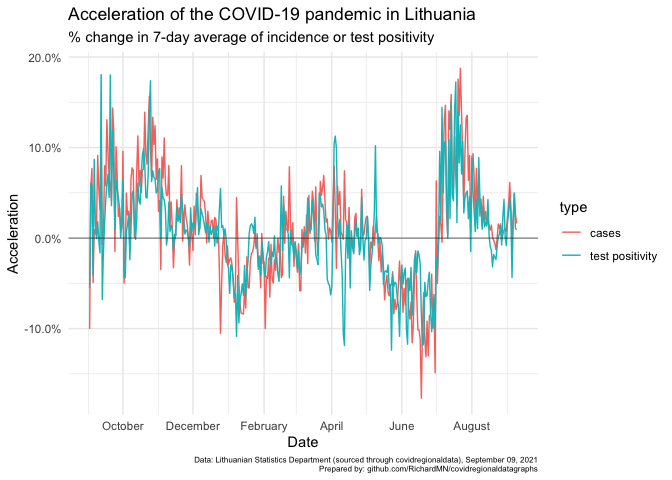 Acceleration of the COVID-19 pandemic in Lithuania
% change in 7-day average of incidence or test positivity
20.0%
10.0%
0.0%
-10.0%
Acceleration
October
December
February
April
June
August
Date
type
cases
test positivity
Data: Lithuanian Statistics Department (sourced through covidregionaldata), September 09, 2021
Prepared by: github.com/RichardMN/covidregionaldatagraphs